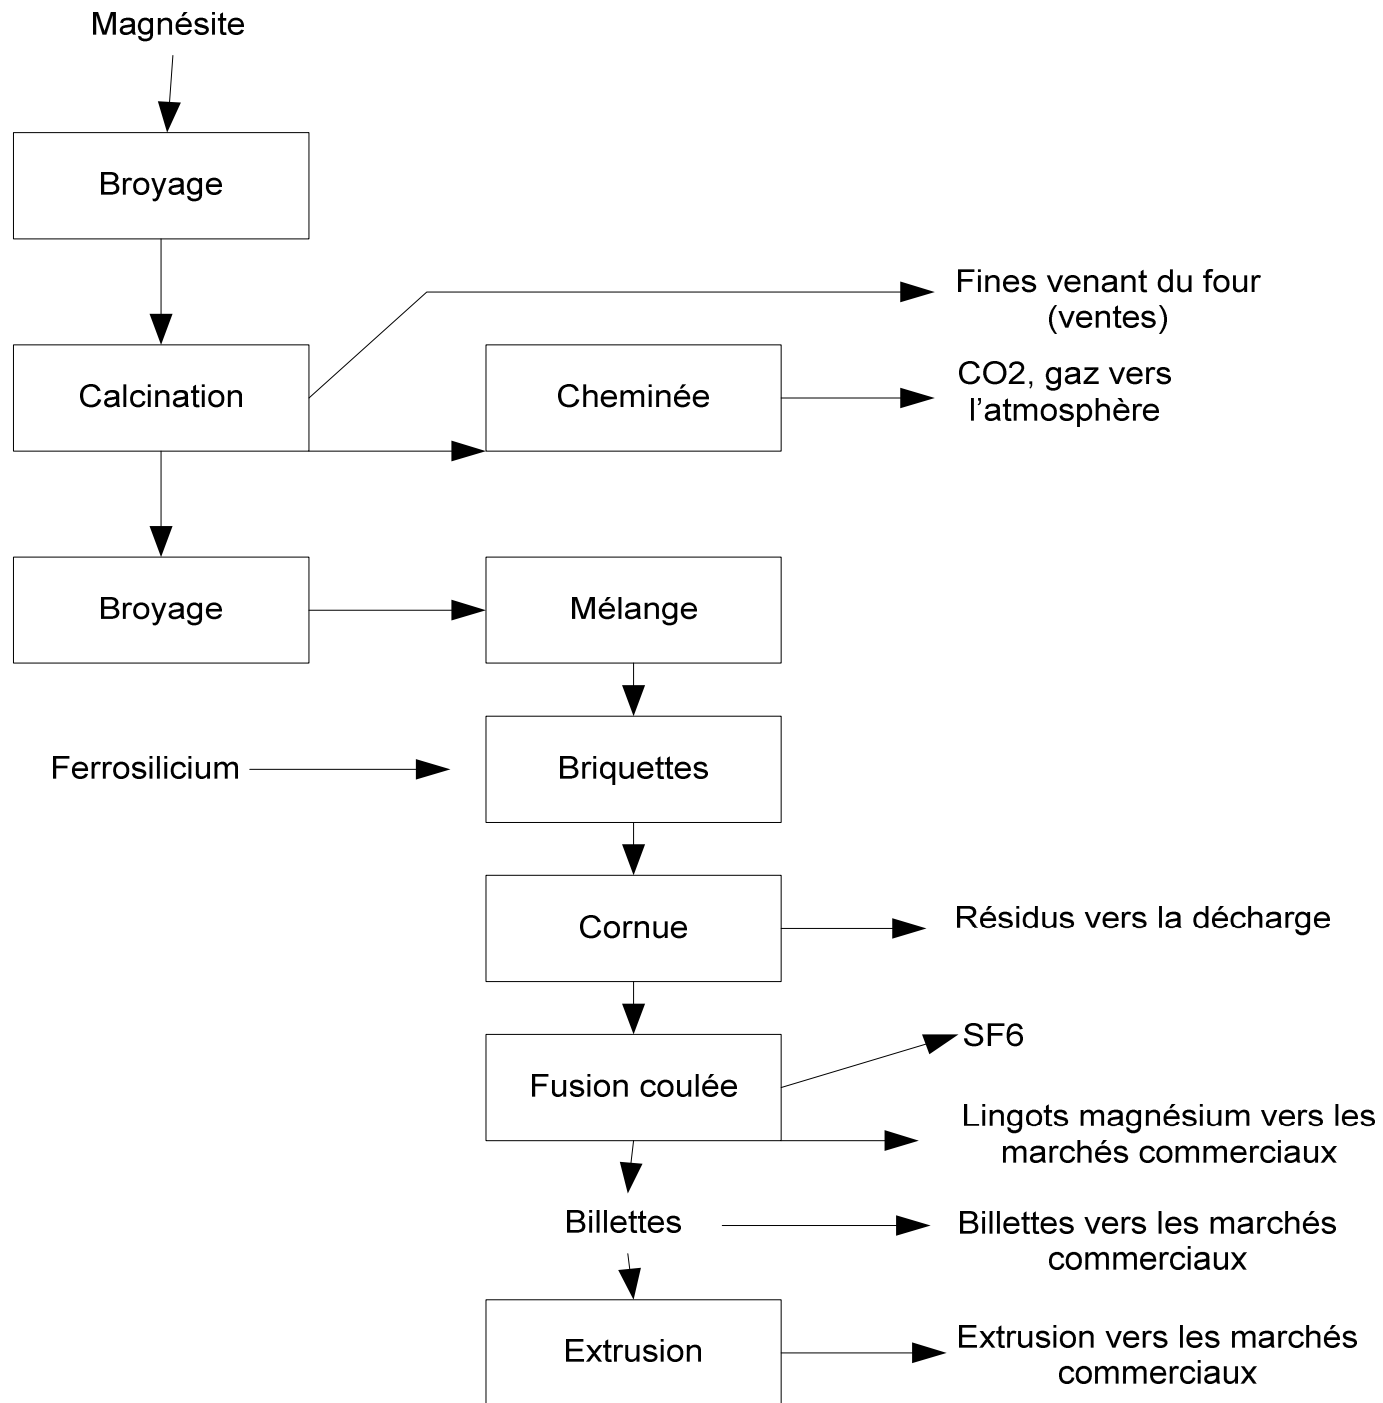 Magnésite
Broyage
Fines venant du four
(ventes)
Calcination
Cheminée
CO2, gaz vers
l’atmosphère
Broyage
Mélange
Ferrosilicium
Briquettes
Cornue
Résidus vers la décharge
SF6
Fusion coulée
Lingots magnésium vers les
marchés commerciaux
Billettes
Billettes vers les marchés
commerciaux
Extrusion
Extrusion vers les marchés
commerciaux